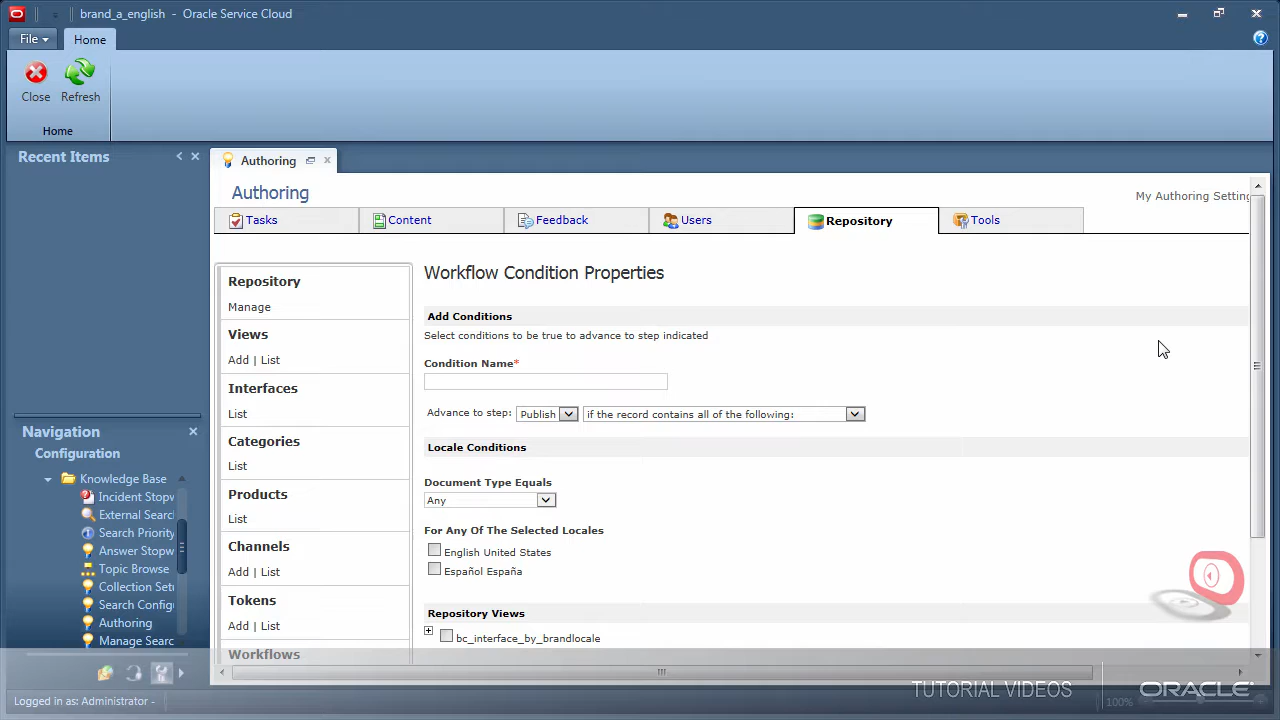 brand_a_english - Oracle Service Cloud
File
Home
Close
Refresh
Home
Recent Items
Authoring
Authoring
My Authoring Setting
Tasks
Content
Feedback
Users
Repository
Tools
Repository
Manage
Views
Add | List
Interfaces
List
Categories
List
Products
List
Channels
Add | List
Tokens
Add | List
Workflows
Workflow Condition Properties
Add Conditions
Select conditions to be true to advance to step indicated
Condition Name*
Advance to step: Publish if the record contains all of the following:
Locale Conditions
Document Type Equals
Any
For Any Of The Selected Locales
English United States
Español España
Repository Views
bc_interface_by_brandlocale
Navigation
Configuration
Knowledge Base
Incident Stopw
External Searc
Search Priority
Answer Stopw
Topic Browse
Collection Setu
Search Config
Authoring
Manage Searc
Logged in as: Administrator -
TUTORIAL VIDEOS
ORACLE
100%